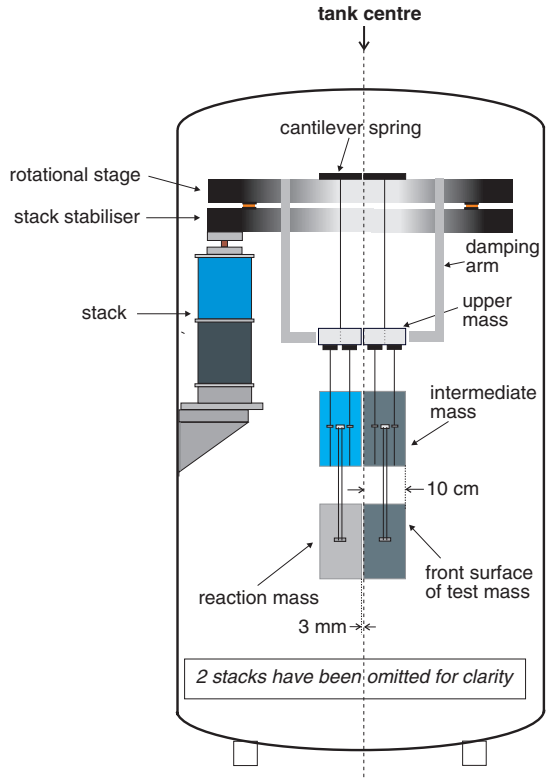 tank centre
cantilever spring
rotational stage
stack stabiliser
damping
arm
upper
mass
stack
intermediate
mass
10 cm
reaction mass
front surface
of test mass
3 mm
2 stacks have been omitted for clarity